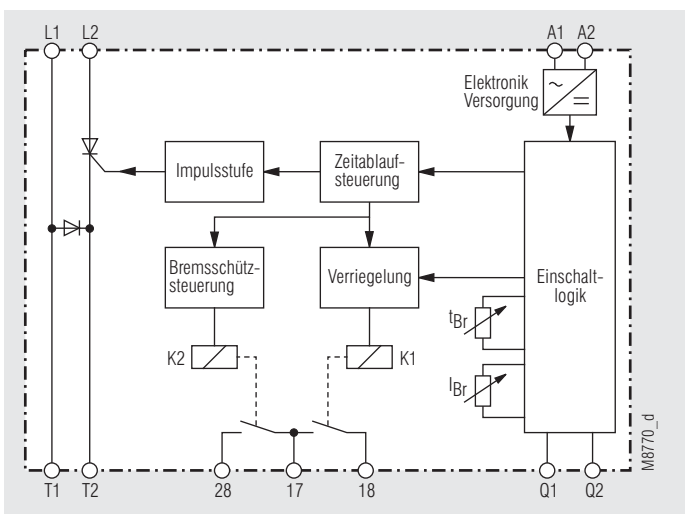 L1 L2 A1 A2
Elektronik
Versorgung
Impulsstufe
Zeitablauf-
steuerung
Bremsschütz-
steuerung
Verriegelung
Einschalt-
logik
tBr
K2
K1
IBr
M8770_d
T1 T2 28 17 18 Q1 Q2